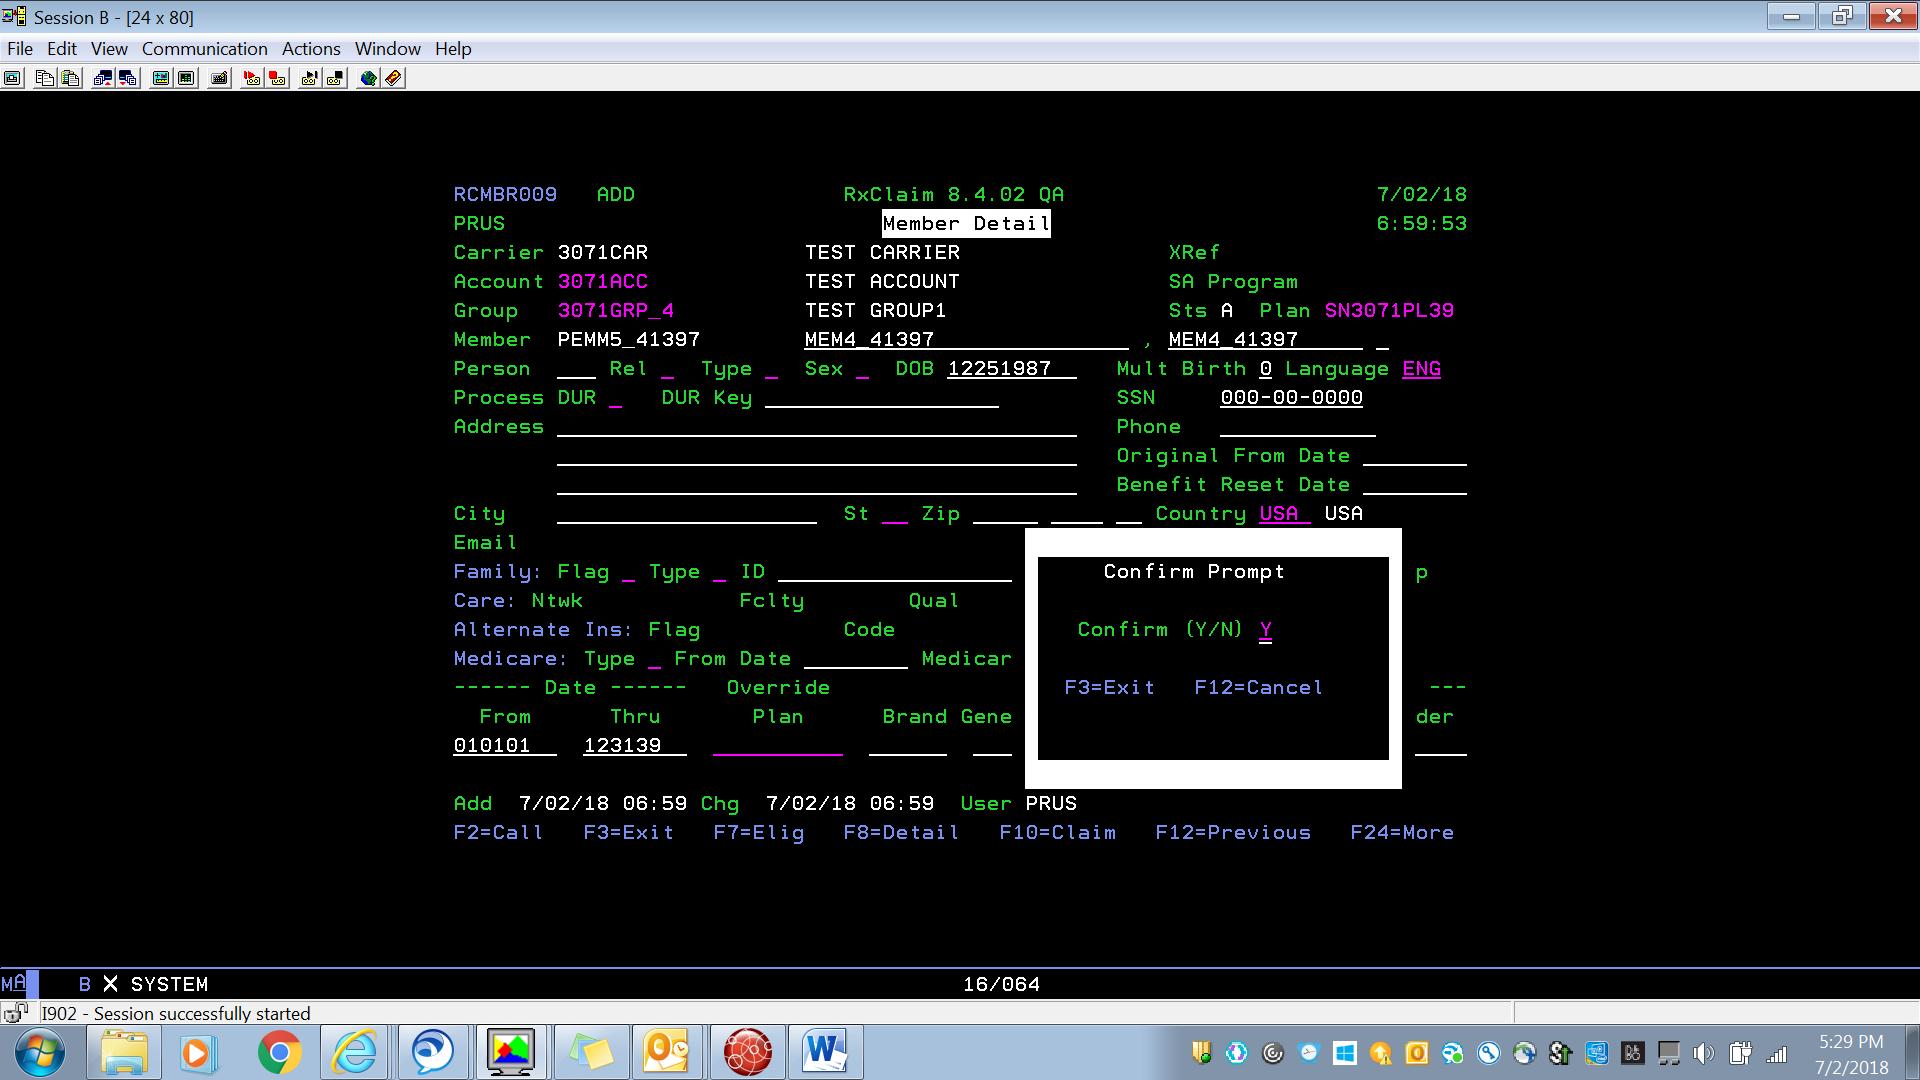 Session B - [24 x 80]
File Edit View Communication Actions Window Help
RCMBR009 ADD RxClaim 8.4.02 QA 7/02/18
PRUS Member Detail 6:59:53
Carrier 3071CAR TEST CARRIER XRef
Account 3071ACC TEST ACCOUNT SA Program
Group 3071GRP_4 TEST GROUP1 Sts A Plan SN3071PL39
Member PEMM5_41397 MEM4_41397 , MEM4_41397
Person Rel Type Sex DOB 12251987 Mult Birth 0 Language ENG
Process DUR DUR Key SSN 000-00-0000
Address Phone
Original From Date
Benefit Reset Date
City St Zip Country USA USA
Email
Family: Flag Type ID Confirm Prompt p
Care: Ntwk Fclty Qual
Alternate Ins: Flag Code Confirm (Y/N) Y
Medicare: Type From Date Medicar
------ Date ------ Override F3=Exit F12=Cancel ---
From Thru Plan Brand Gene der
010101 123139
Add 7/02/18 06:59 Chg 7/02/18 06:59 User PRUS
F2=Call F3=Exit F7=Elig F8=Detail F10=Claim F12=Previous F24=More
MA B X SYSTEM 16/064
I902 - Session successfully started
5:29 PM
7/2/2018